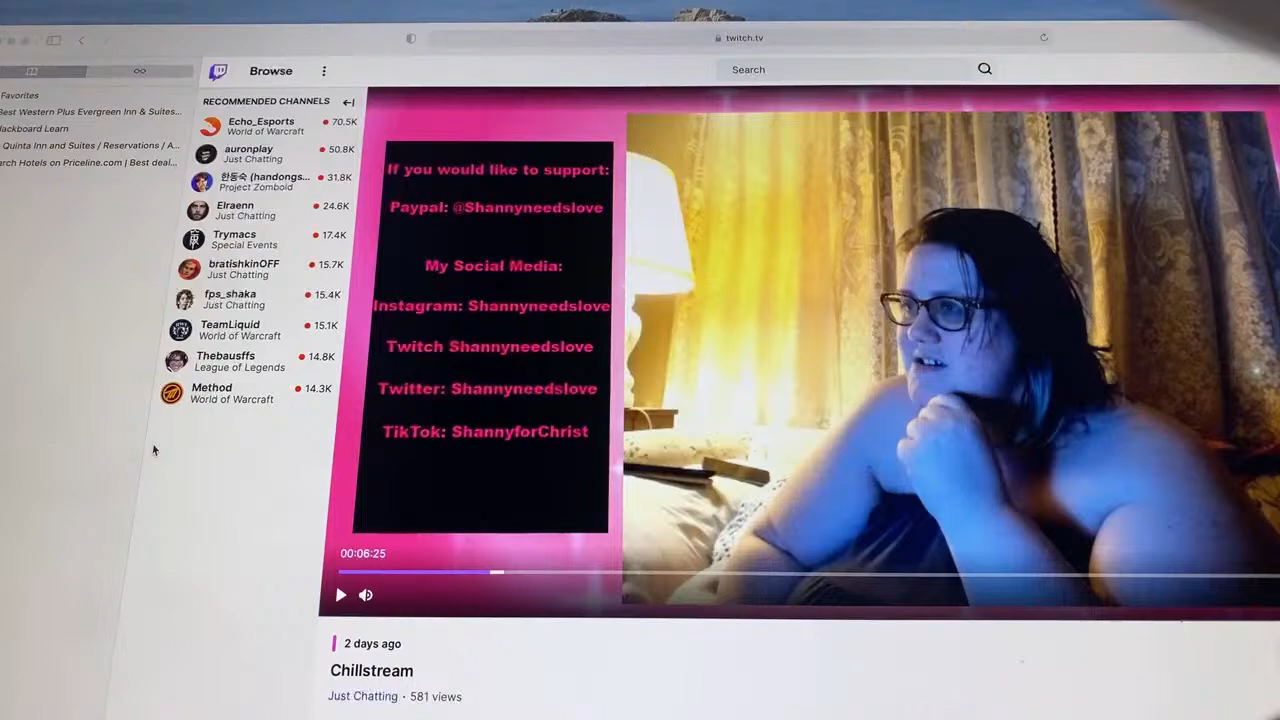 twitch.tv
Browse
Search
Favorites
Best Western Plus Evergreen Inn & Suites...
lackboard Learn
Quinta Inn and Suites / Reservations / A...
arch Hotels on Priceline.com | Best deal...
RECOMMENDED CHANNELS
Echo_Esports 70.5K
World of Warcraft
auronplay 50.8K
Just Chatting
한동숙 (handongs... 31.8K
Project Zomboid
Elraenn 24.6K
Just Chatting
Trymacs 17.4K
Special Events
bratishkinOFF 15.7K
Just Chatting
fps_shaka 15.4K
Just Chatting
TeamLiquid 15.1K
World of Warcraft
Thebausffs 14.8K
League of Legends
Method 14.3K
World of Warcraft
If you would like to support:
Paypal: @Shannyneedslove
My Social Media:
Instagram: Shannyneedslove
Twitch Shannyneedslove
Twitter: Shannyneedslove
TikTok: ShannyforChrist
00:06:25
2 days ago
Chillstream
Just Chatting • 581 views